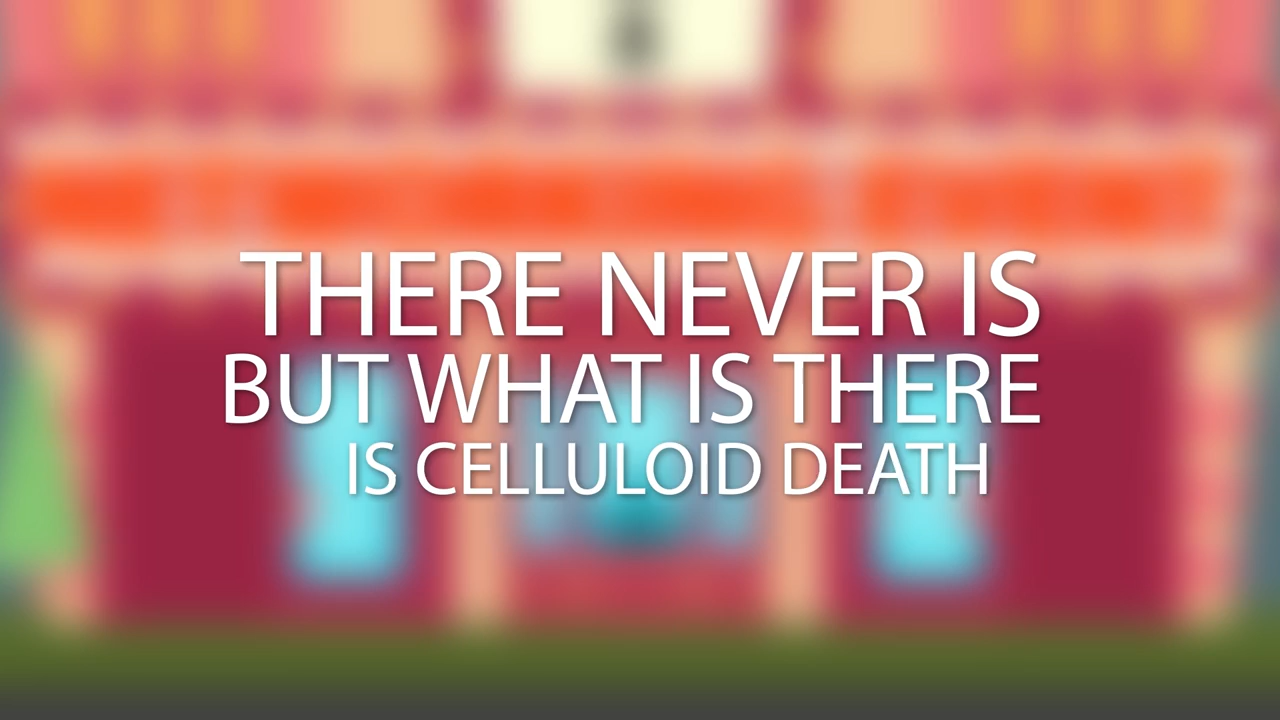 THERE NEVER IS
BUT WHAT IS THERE
IS CELLULOID DEATH